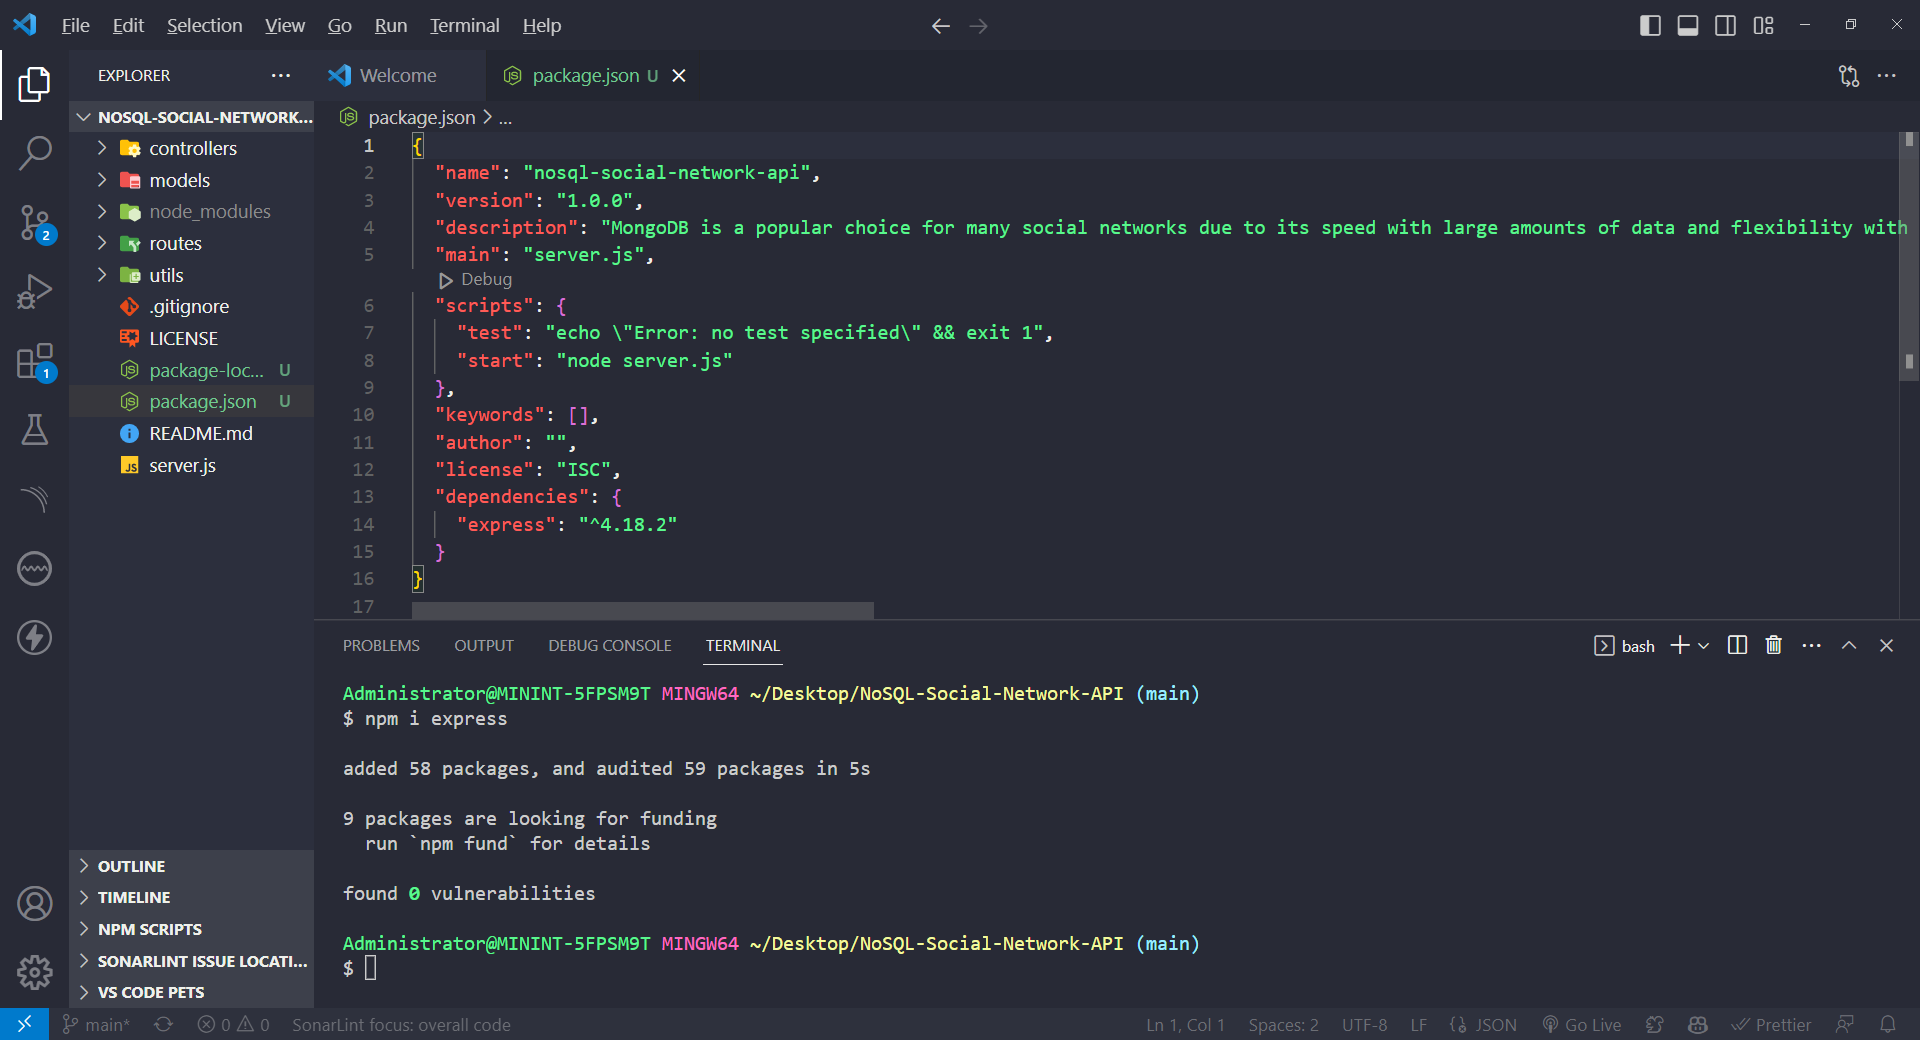 File Edit Selection View Go Run Terminal Help
EXPLORER
Welcome
package.json U
NOSQL-SOCIAL-NETWORK...
package.json > ...
controllers
models
node_modules
routes
utils
.gitignore
LICENSE
package-loc... U
package.json U
README.md
server.js
2
1
1 {
2 "name": "nosql-social-network-api",
3 "version": "1.0.0",
4 "description": "MongoDB is a popular choice for many social networks due to its speed with large amounts of data and flexibility with
5 "main": "server.js",
Debug
6 "scripts": {
7 "test": "echo \"Error: no test specified\" && exit 1",
8 "start": "node server.js"
9 },
10 "keywords": [],
11 "author": "",
12 "license": "ISC",
13 "dependencies": {
14 "express": "^4.18.2"
15 }
16 }
17
PROBLEMS OUTPUT DEBUG CONSOLE TERMINAL
bash
Administrator@MININT-5FPSM9T MINGW64 ~/Desktop/NoSQL-Social-Network-API (main)
$ npm i express
added 58 packages, and audited 59 packages in 5s
9 packages are looking for funding
run `npm fund` for details
found 0 vulnerabilities
Administrator@MININT-5FPSM9T MINGW64 ~/Desktop/NoSQL-Social-Network-API (main)
$
OUTLINE
TIMELINE
NPM SCRIPTS
SONARLINT ISSUE LOCATI...
VS CODE PETS
main* 0 0 SonarLint focus: overall code
Ln 1, Col 1 Spaces: 2 UTF-8 LF JSON Go Live Prettier